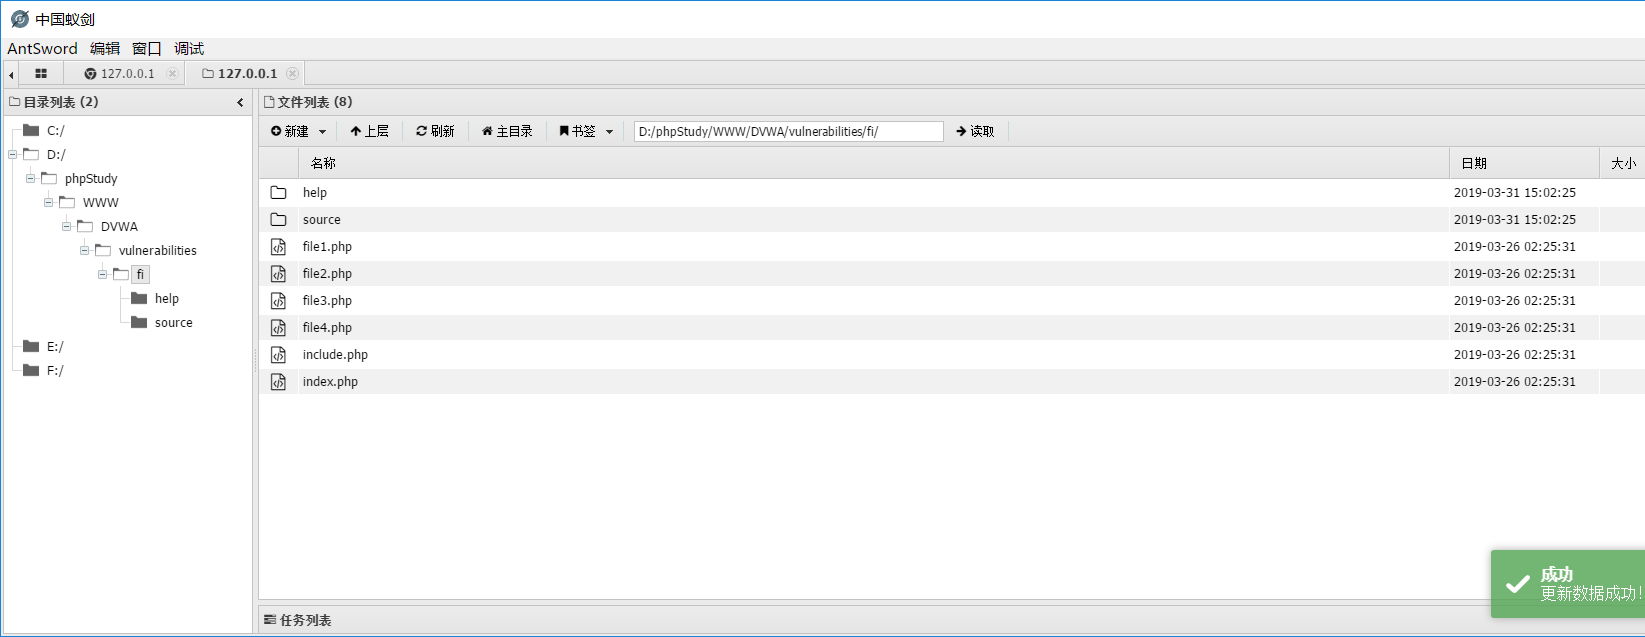 中国蚁剑
AntSword 编辑 窗口 调试
127.0.0.1 127.0.0.1
目录列表 (2)
C:/
D:/
phpStudy
WWW
DVWA
vulnerabilities
fi
help
source
E:/
F:/
文件列表 (8)
新建 上层 刷新 主目录 书签 D:/phpStudy/WWW/DVWA/vulnerabilities/fi/ 读取
名称 日期 大小
help 2019-03-31 15:02:25
source 2019-03-31 15:02:25
file1.php 2019-03-26 02:25:31
file2.php 2019-03-26 02:25:31
file3.php 2019-03-26 02:25:31
file4.php 2019-03-26 02:25:31
include.php 2019-03-26 02:25:31
index.php 2019-03-26 02:25:31
成功
更新数据成功!
任务列表